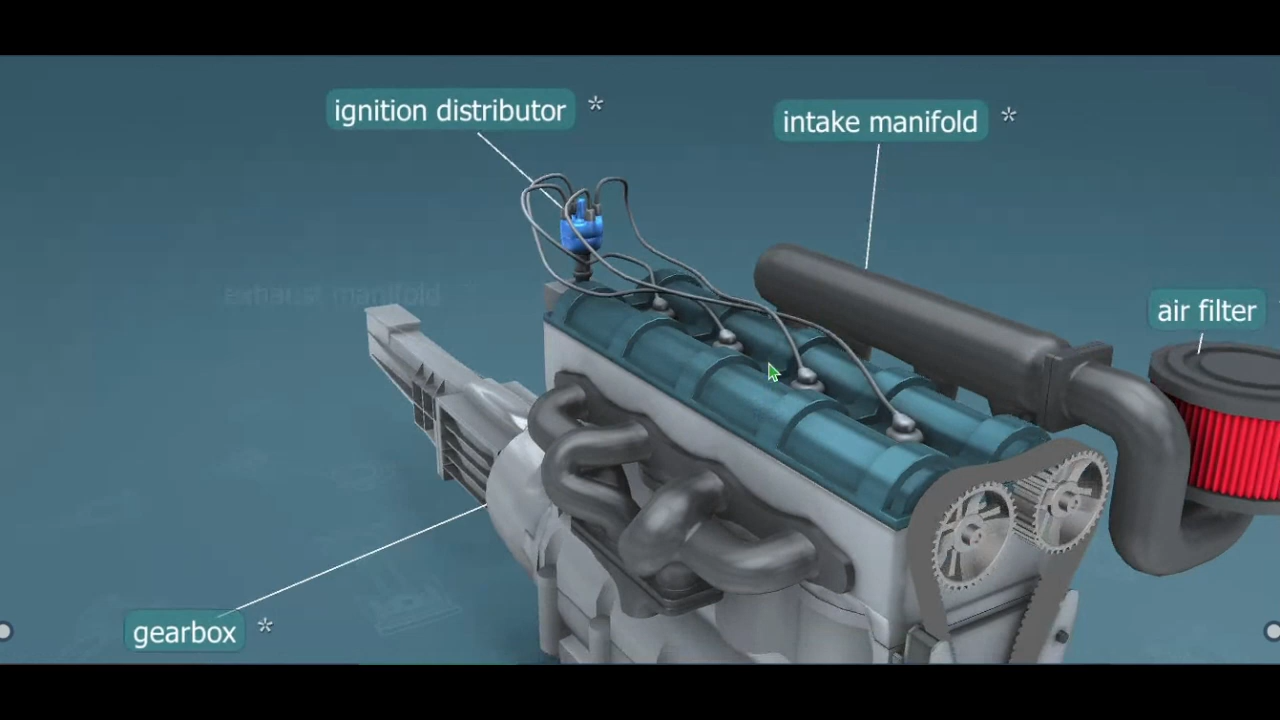 ignition distributor *
intake manifold *
exhaust manifold
air filter
gearbox *